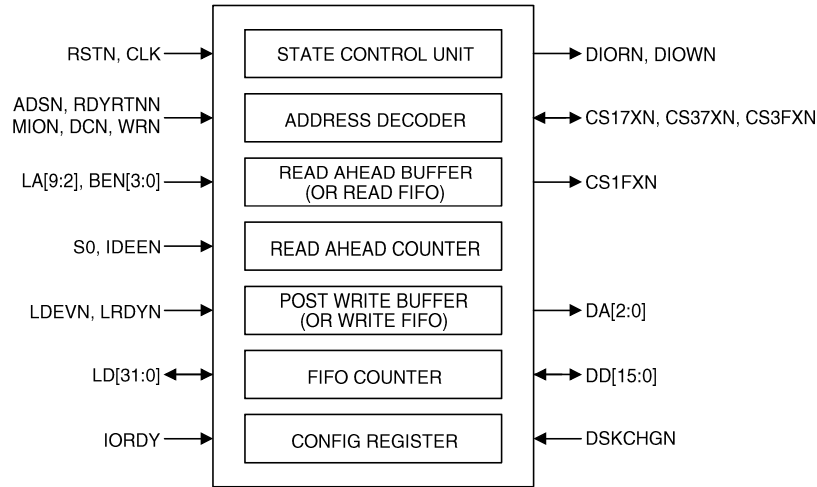 RSTN, CLK
STATE CONTROL UNIT
DIORN, DIOWN
ADSN, RDYRTNN
MION, DCN, WRN
ADDRESS DECODER
CS17XN, CS37XN, CS3FXN
LA[9:2], BEN[3:0]
READ AHEAD BUFFER
(OR READ FIFO)
CS1FXN
S0, IDEEN
READ AHEAD COUNTER
LDEVN, LRDYN
POST WRITE BUFFER
(OR WRITE FIFO)
DA[2:0]
LD[31:0]
FIFO COUNTER
DD[15:0]
IORDY
CONFIG REGISTER
DSKCHGN